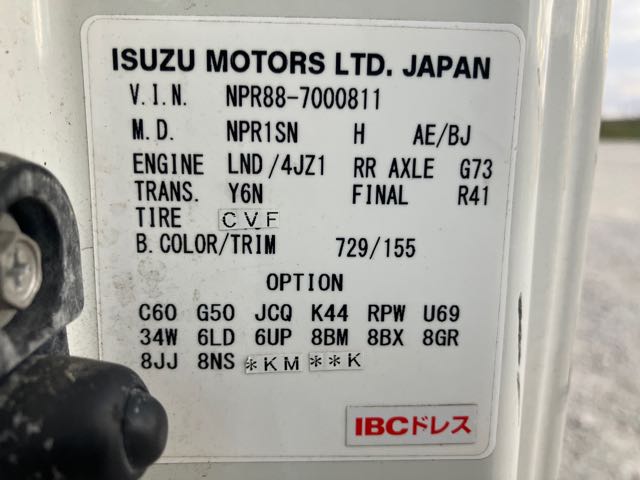 ISUZU MOTORS LTD. JAPAN
V.I.N. NPR88-7000811
M.D. NPR1SN H AE/BJ
ENGINE LND/4JZ1 RR AXLE G73
TRANS. Y6N FINAL R41
TIRE CVF
B.COLOR/TRIM 729/155
OPTION
C60 G50 JCQ K44 RPW U69
34W 6LD 6UP 8BM 8BX 8GR
8JJ 8NS *KM **K
IBCドレス